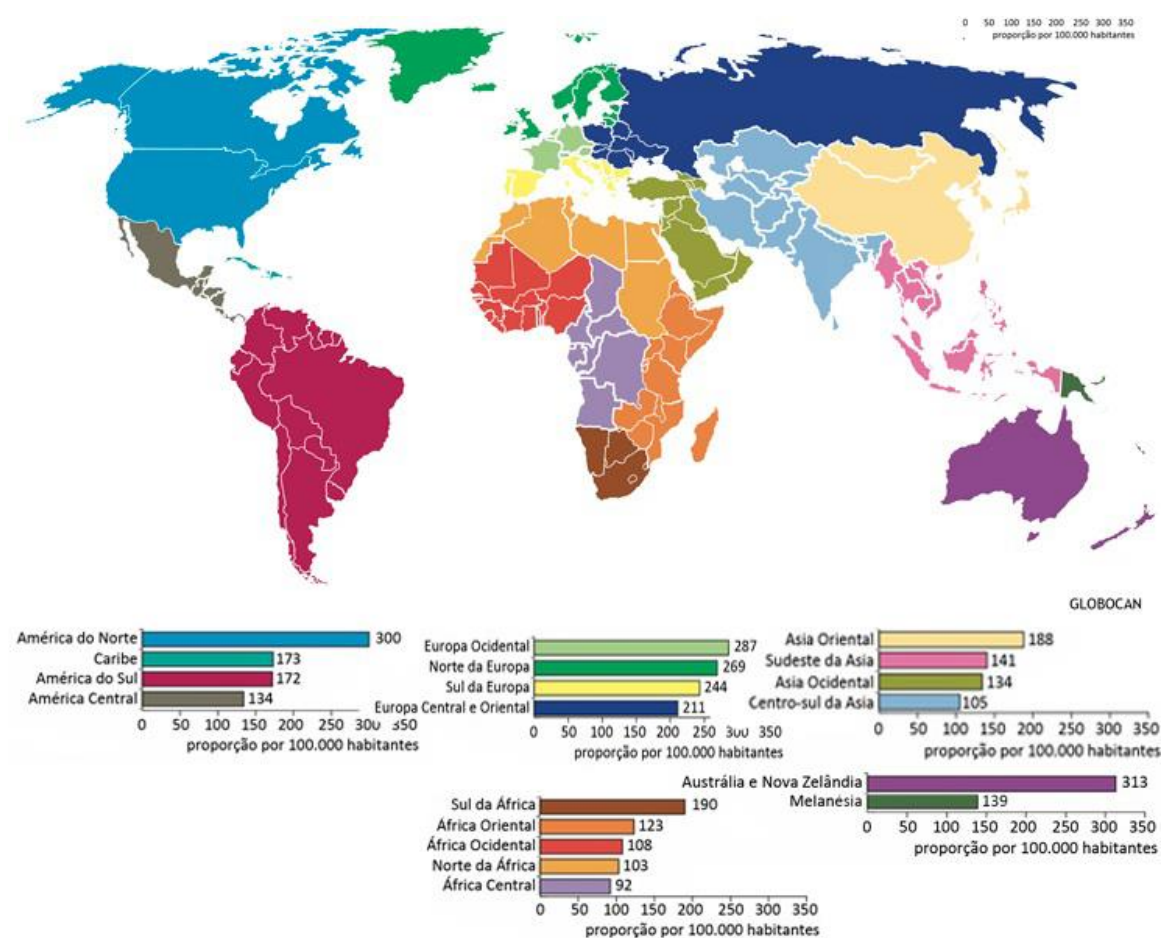 0 50 100 150 200 250 300 350
proporção por 100.000 habitantes
GLOBOCAN
América do Norte 300
Caribe 173
América do Sul 172
América Central 134
0 50 100 150 200 250 300 350
proporção por 100.000 habitantes
Europa Ocidental 287
Norte da Europa 269
Sul da Europa 244
Europa Central e Oriental 211
0 50 100 150 200 250 300 350
proporção por 100.000 habitantes
Asia Oriental 188
Sudeste da Asia 141
Asia Ocidental 134
Centro-sul da Asia 105
0 50 100 150 200 250 300 350
proporção por 100.000 habitantes
Austrália e Nova Zelândia 313
Melanésia 139
0 50 100 150 200 250 300 350
proporção por 100.000 habitantes
Sul da África 190
África Oriental 123
África Ocidental 108
Norte da África 103
África Central 92
0 50 100 150 200 250 300 350
proporção por 100.000 habitantes